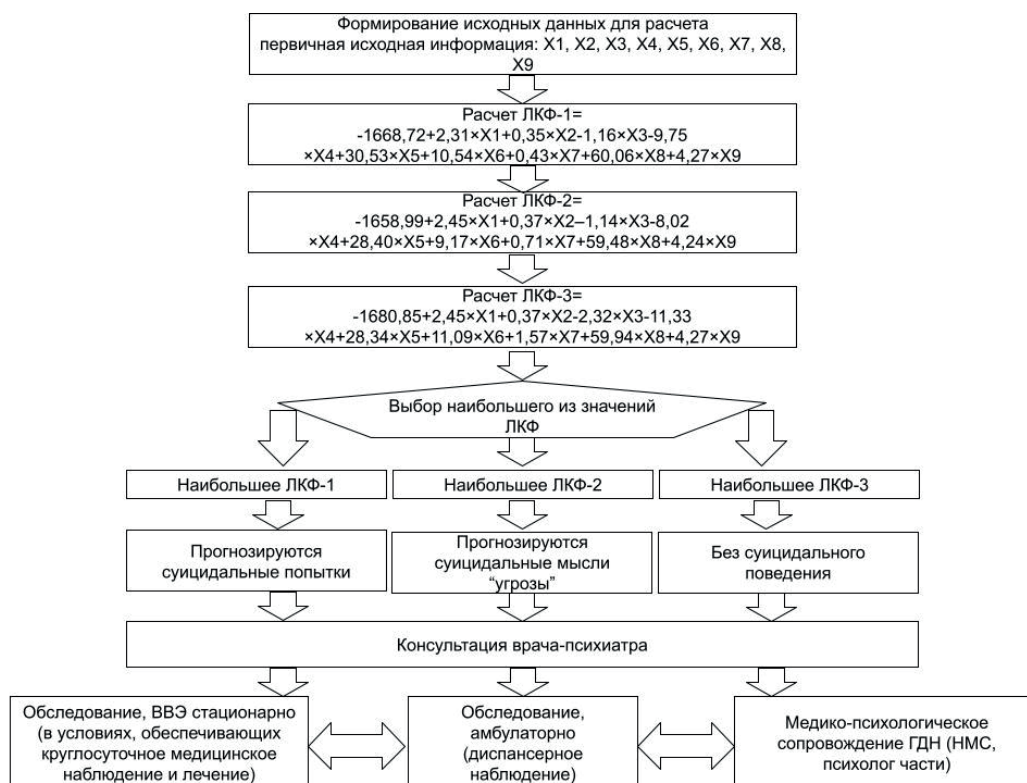 Формирование исходных данных для расчета
первичная исходная информация: X1, X2, X3, X4, X5, X6, X7, X8,
X9
Расчет ЛКФ-1=
-1668,72+2,31×X1+0,35×X2-1,16×X3-9,75
×X4+30,53×X5+10,54×X6+0,43×X7+60,06×X8+4,27×X9
Расчет ЛКФ-2=
-1658,99+2,45×X1+0,37×X2–1,14×X3-8,02
×X4+28,40×X5+9,17×X6+0,71×X7+59,48×X8+4,24×X9
Расчет ЛКФ-3=
-1680,85+2,45×X1+0,37×X2-2,32×X3-11,33
×X4+28,34×X5+11,09×X6+1,57×X7+59,94×X8+4,27×X9
Выбор наибольшего из значений
ЛКФ
Наибольшее ЛКФ-1
Наибольшее ЛКФ-2
Наибольшее ЛКФ-3
Прогнозируются
суицидальные попытки
Прогнозируются
суицидальные мысли
“угрозы”
Без суицидального
поведения
Консультация врача-психиатра
Обследование, ВВЭ стационарно
(в условиях, обеспечивающих
круглосуточное медицинское
наблюдение и лечение)
Обследование,
амбулаторно
(диспансерное
наблюдение)
Медико-психологическое
сопровождение ГДН (НМС,
психолог части)